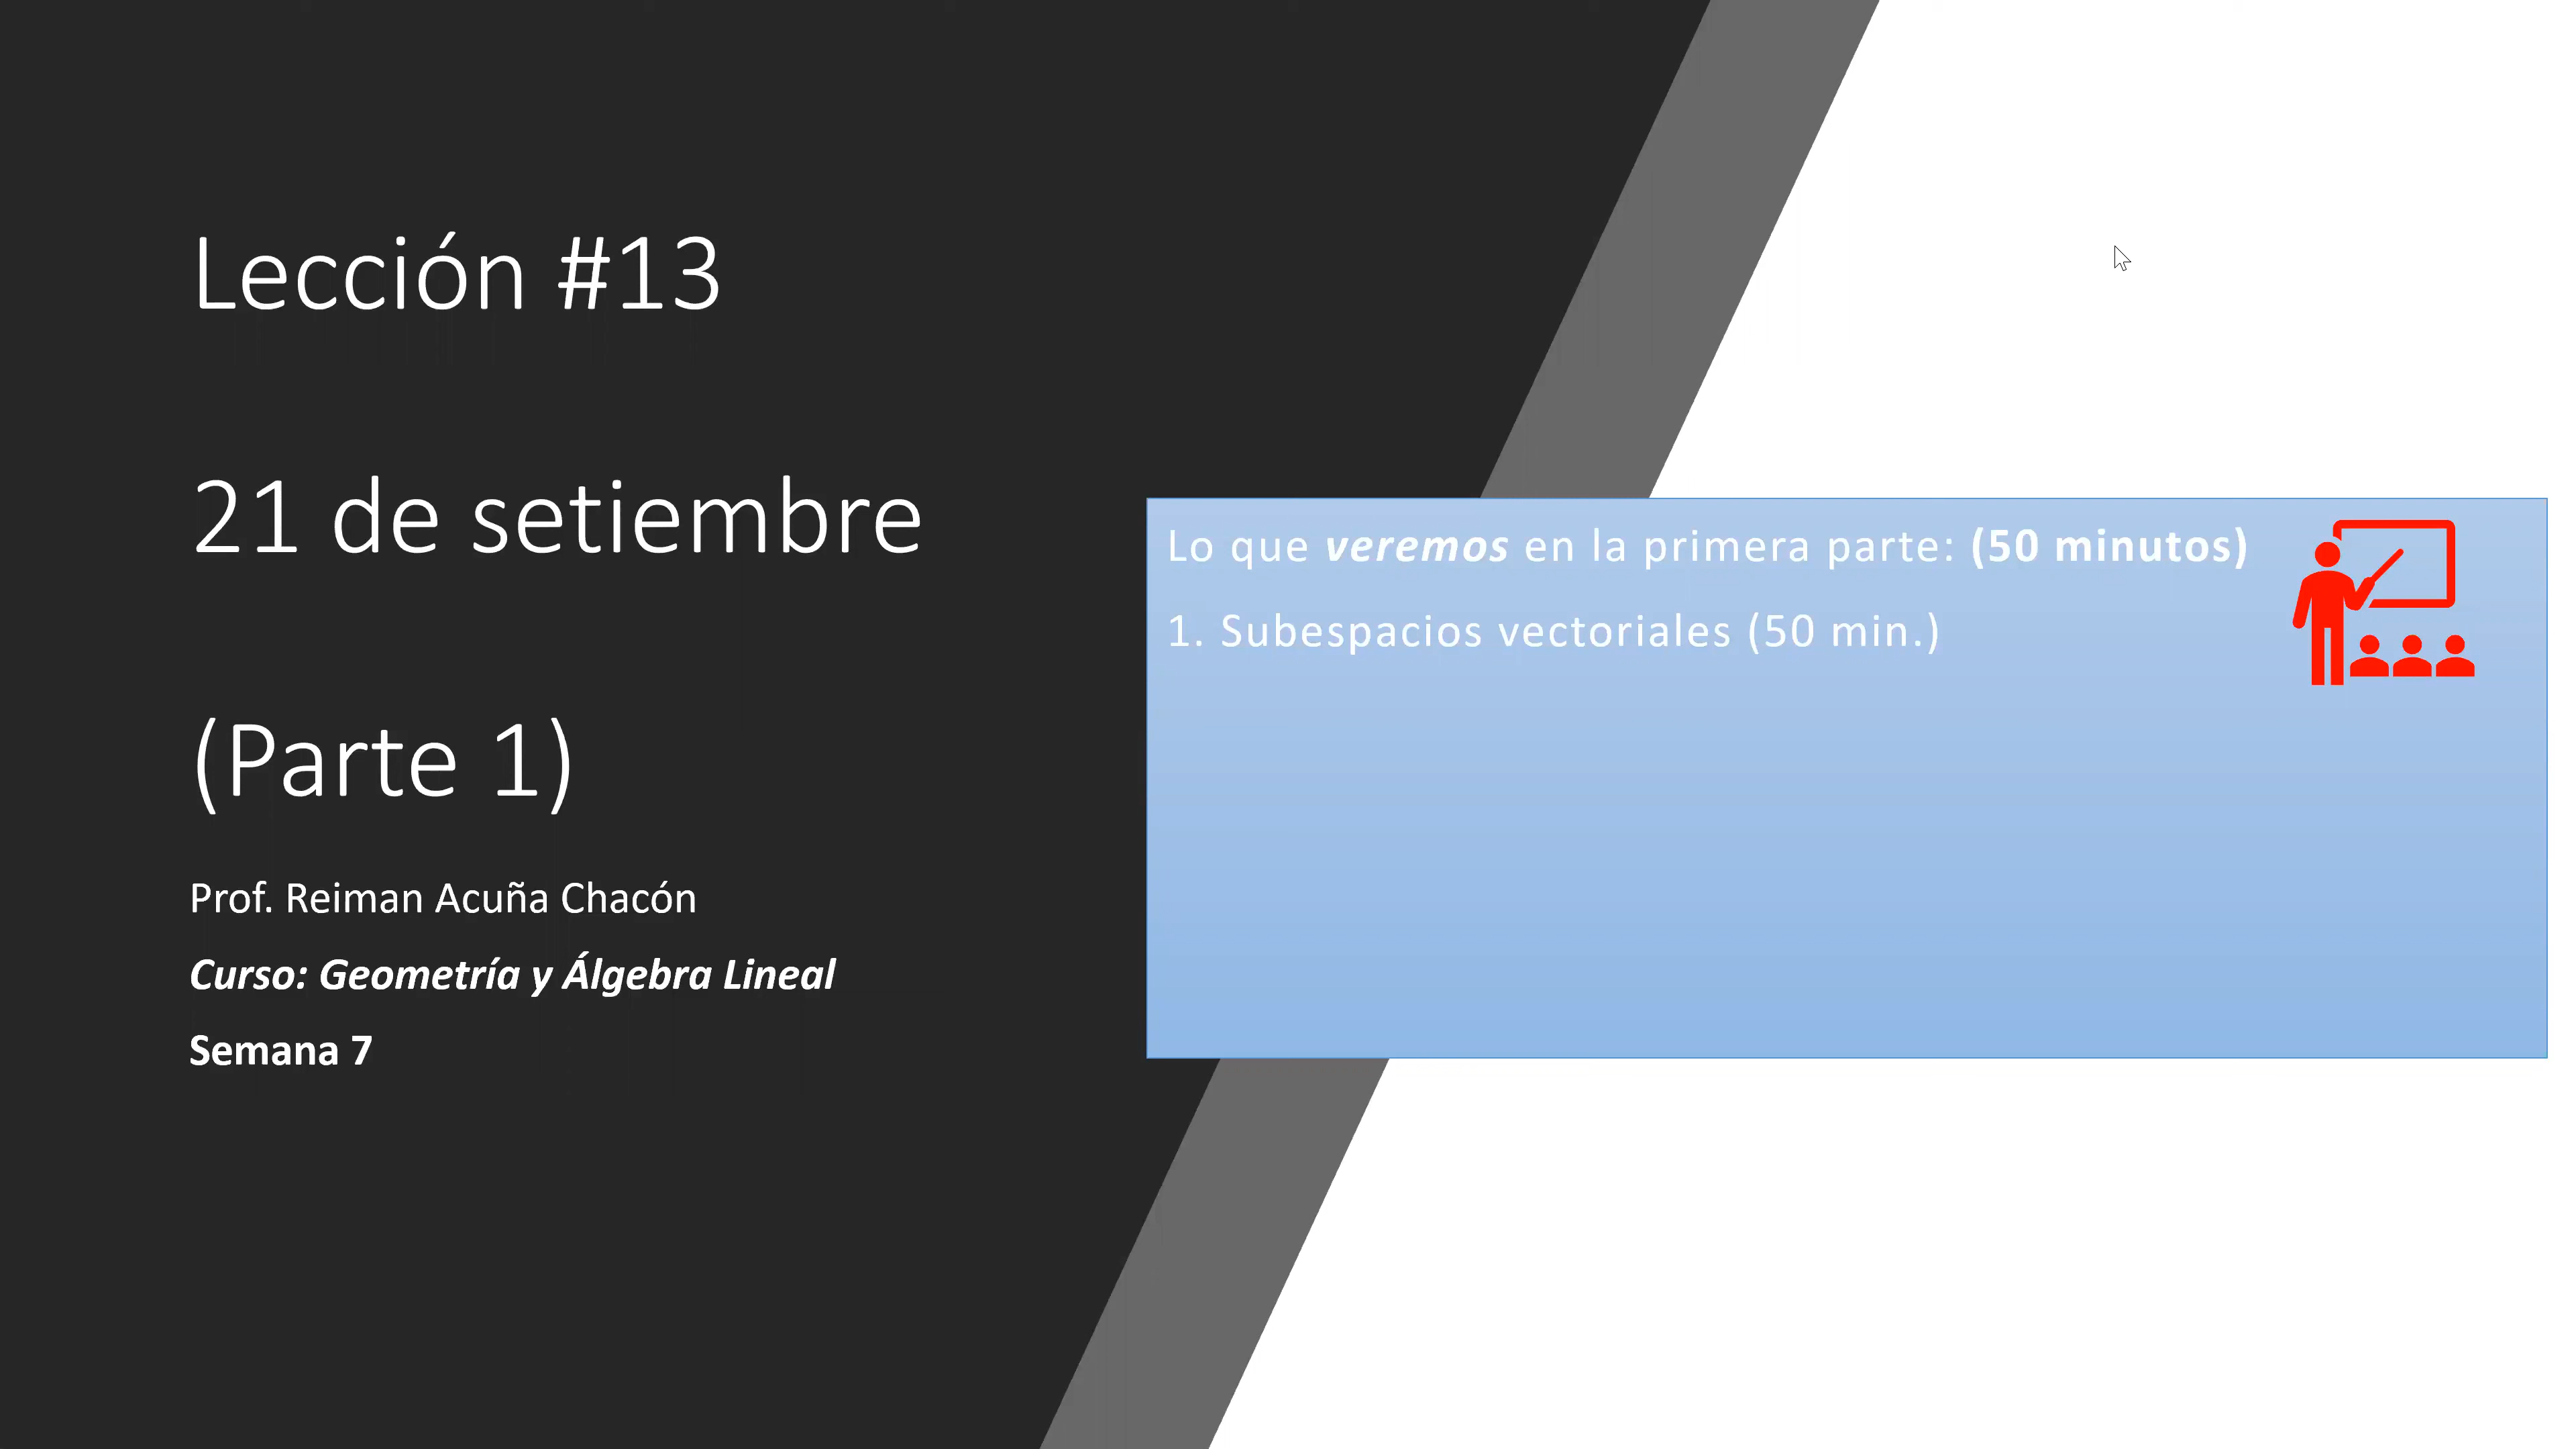 Lección #13
21 de setiembre
(Parte 1)
Prof. Reiman Acuña Chacón
Curso: Geometría y Álgebra Lineal
Semana 7
Lo que veremos en la primera parte: (50 minutos)
1. Subespacios vectoriales (50 min.)